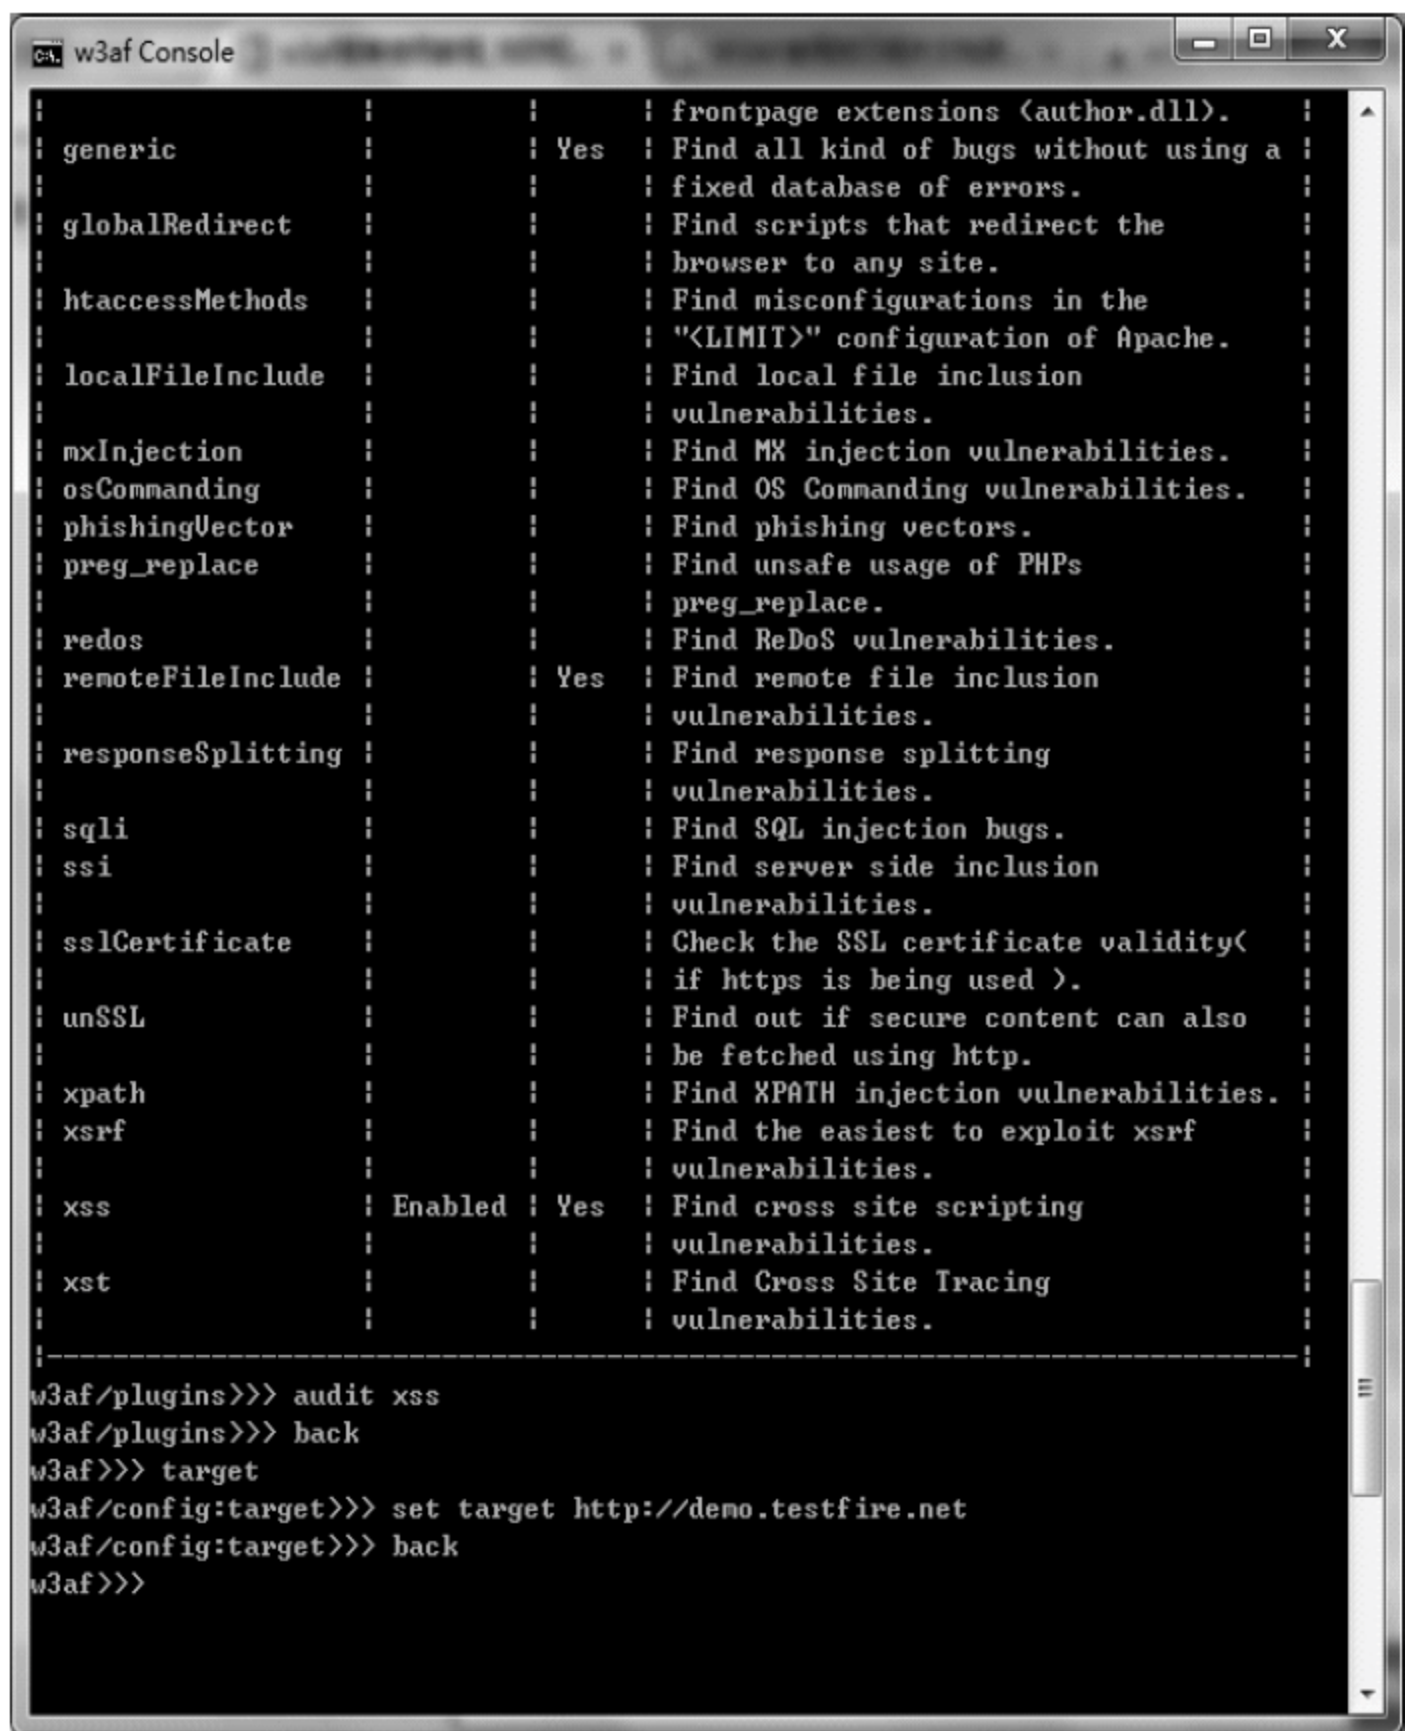 w3af Console
| | | | frontpage extensions (author.dll). |
| generic | | Yes | Find all kind of bugs without using a |
| | | | fixed database of errors. |
| globalRedirect | | | Find scripts that redirect the |
| | | | browser to any site. |
| htaccessMethods | | | Find misconfigurations in the |
| | | | "<LIMIT>" configuration of Apache. |
| localFileInclude | | | Find local file inclusion |
| | | | vulnerabilities. |
| mxInjection | | | Find MX injection vulnerabilities. |
| osCommanding | | | Find OS Commanding vulnerabilities. |
| phishingVector | | | Find phishing vectors. |
| preg_replace | | | Find unsafe usage of PHPs |
| | | | preg_replace. |
| redos | | | Find ReDoS vulnerabilities. |
| remoteFileInclude | | Yes | Find remote file inclusion |
| | | | vulnerabilities. |
| responseSplitting | | | Find response splitting |
| | | | vulnerabilities. |
| sqli | | | Find SQL injection bugs. |
| ssi | | | Find server side inclusion |
| | | | vulnerabilities. |
| sslCertificate | | | Check the SSL certificate validity( |
| | | | if https is being used ). |
| unSSL | | | Find out if secure content can also |
| | | | be fetched using http. |
| xpath | | | Find XPATH injection vulnerabilities. |
| xsrf | | | Find the easiest to exploit xsrf |
| | | | vulnerabilities. |
| xss | Enabled | Yes | Find cross site scripting |
| | | | vulnerabilities. |
| xst | | | Find Cross Site Tracing |
| | | | vulnerabilities. |
|----------------------------------------------------------------------------|
w3af/plugins>>> audit xss
w3af/plugins>>> back
w3af>>> target
w3af/config:target>>> set target http://demo.testfire.net
w3af/config:target>>> back
w3af>>>